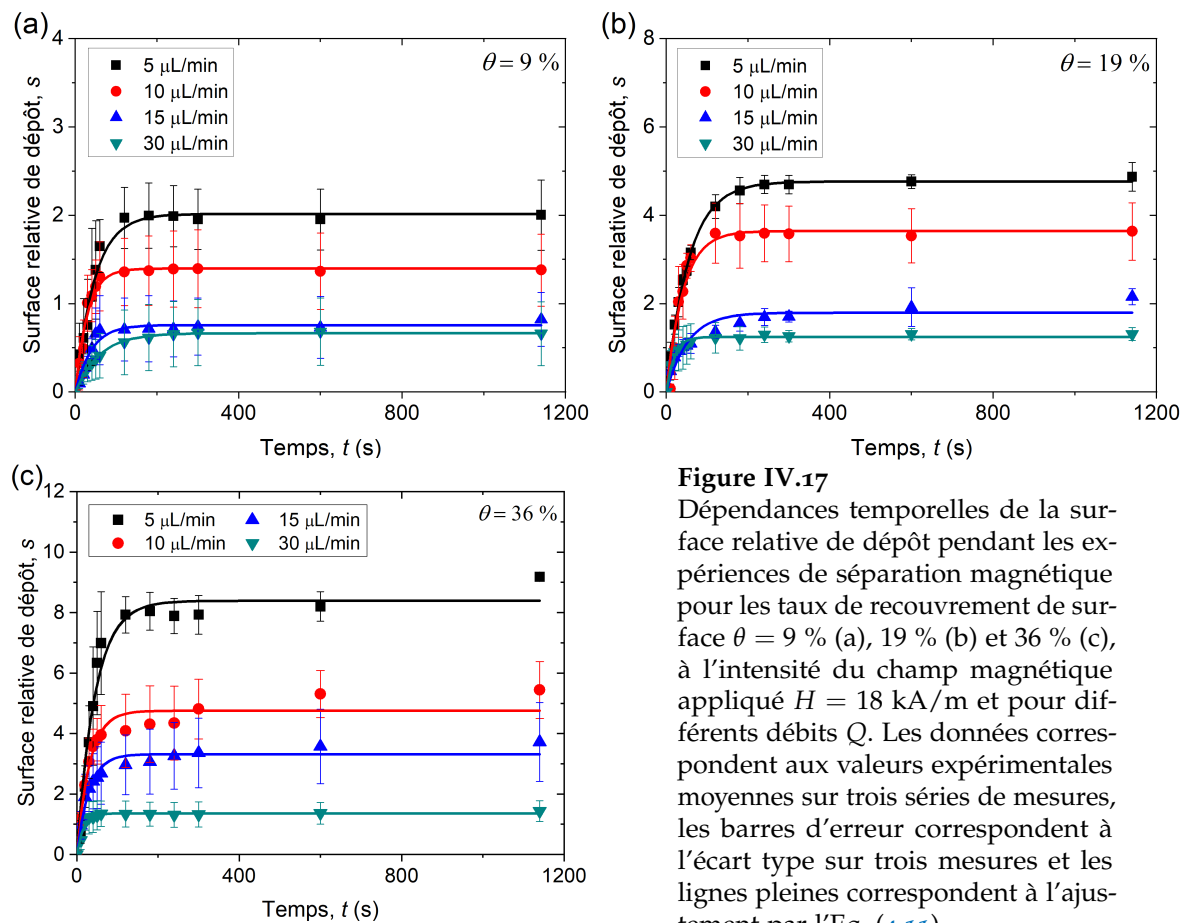 (a)
4
3
2
1
0
Surface relative de dépôt, s
5 μL/min
10 μL/min
15 μL/min
30 μL/min
θ = 9 %
0 400 800 1200
Temps, t (s)
(b)
8
6
4
2
0
Surface relative de dépôt, s
5 μL/min
10 μL/min
15 μL/min
30 μL/min
θ = 19 %
0 400 800 1200
Temps, t (s)
(c)
12
10
8
6
4
2
0
Surface relative de dépôt, s
5 μL/min 15 μL/min
10 μL/min 30 μL/min
θ = 36 %
0 400 800 1200
Temps, t (s)
Figure IV.17
Dépendances temporelles de la sur-
face relative de dépôt pendant les ex-
périences de séparation magnétique
pour les taux de recouvrement de sur-
face θ = 9 % (a), 19 % (b) et 36 % (c),
à l'intensité du champ magnétique
appliqué H = 18 kA/m et pour dif-
férents débits Q. Les données corres-
pondent aux valeurs expérimentales
moyennes sur trois séries de mesures,
les barres d'erreur correspondent à
l'écart type sur trois mesures et les
lignes pleines correspondent à l'ajus-
tement par l'Eq.